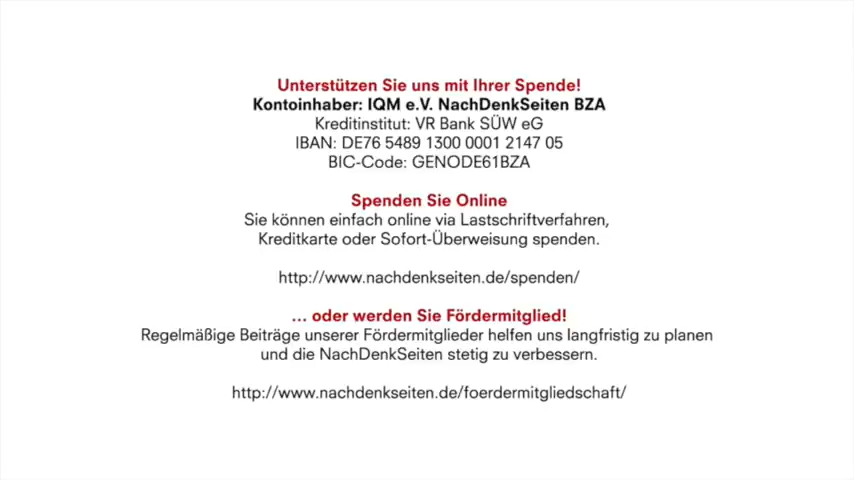 Unterstützen Sie uns mit Ihrer Spende!
Kontoinhaber: IQM e.V. NachDenkSeiten BZA
Kreditinstitut: VR Bank SÜW eG
IBAN: DE76 5489 1300 0001 2147 05
BIC-Code: GENODE61BZA
Spenden Sie Online
Sie können einfach online via Lastschriftverfahren,
Kreditkarte oder Sofort-Überweisung spenden.
http://www.nachdenkseiten.de/spenden/
... oder werden Sie Fördermitglied!
Regelmäßige Beiträge unserer Fördermitglieder helfen uns langfristig zu planen
und die NachDenkSeiten stetig zu verbessern.
http://www.nachdenkseiten.de/foerdermitgliedschaft/